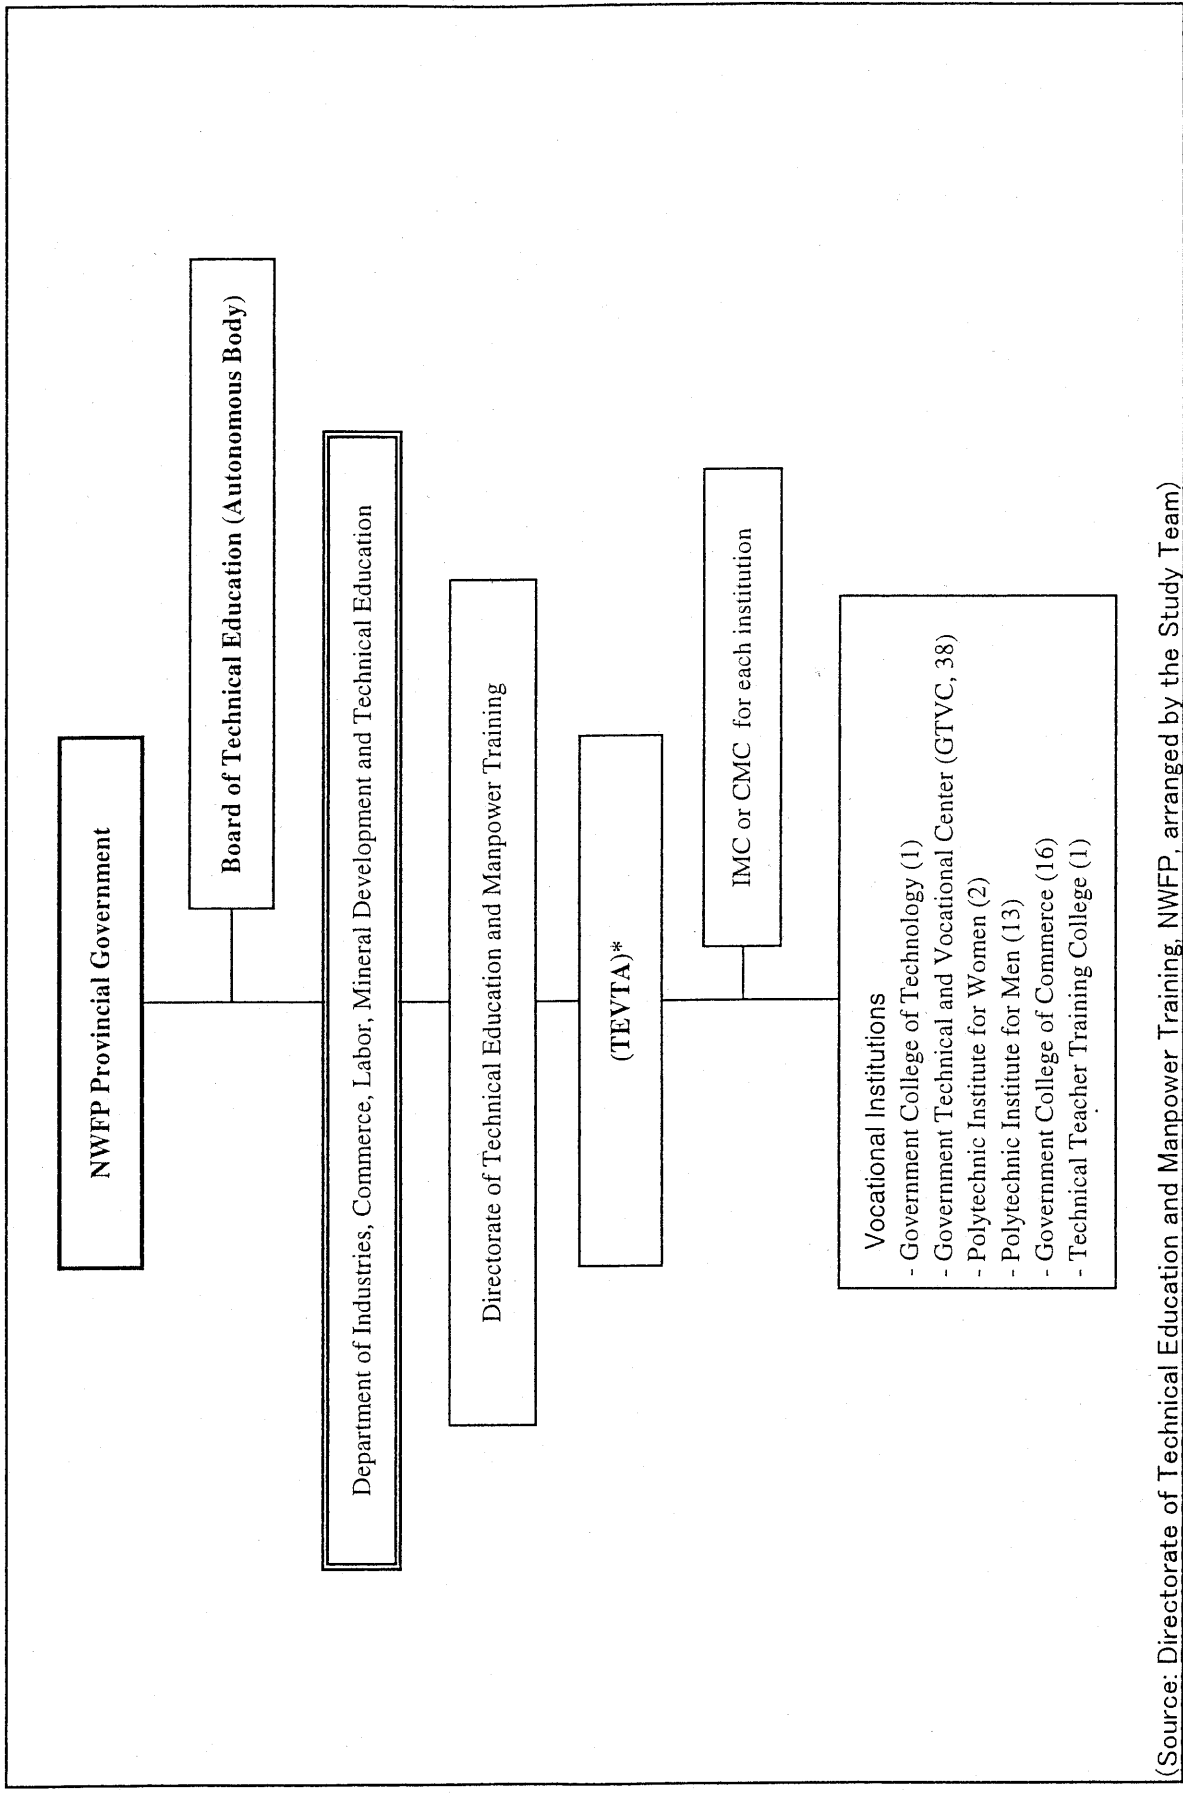 NWFP Provincial Government
Board of Technical Education (Autonomous Body)
Department of Industries, Commerce, Labor, Mineral Development and Technical Education
Directorate of Technical Education and Manpower Training
(TEVTA)*
IMC or CMC for each institution
Vocational Institutions
- Government College of Technology (1)
- Government Technical and Vocational Center (GTVC, 38)
- Polytechnic Institute for Women (2)
- Polytechnic Institute for Men (13)
- Government College of Commerce (16)
- Technical Teacher Training College (1)
(Source: Directorate of Technical Education and Manpower Training, NWFP, arranged by the Study Team)